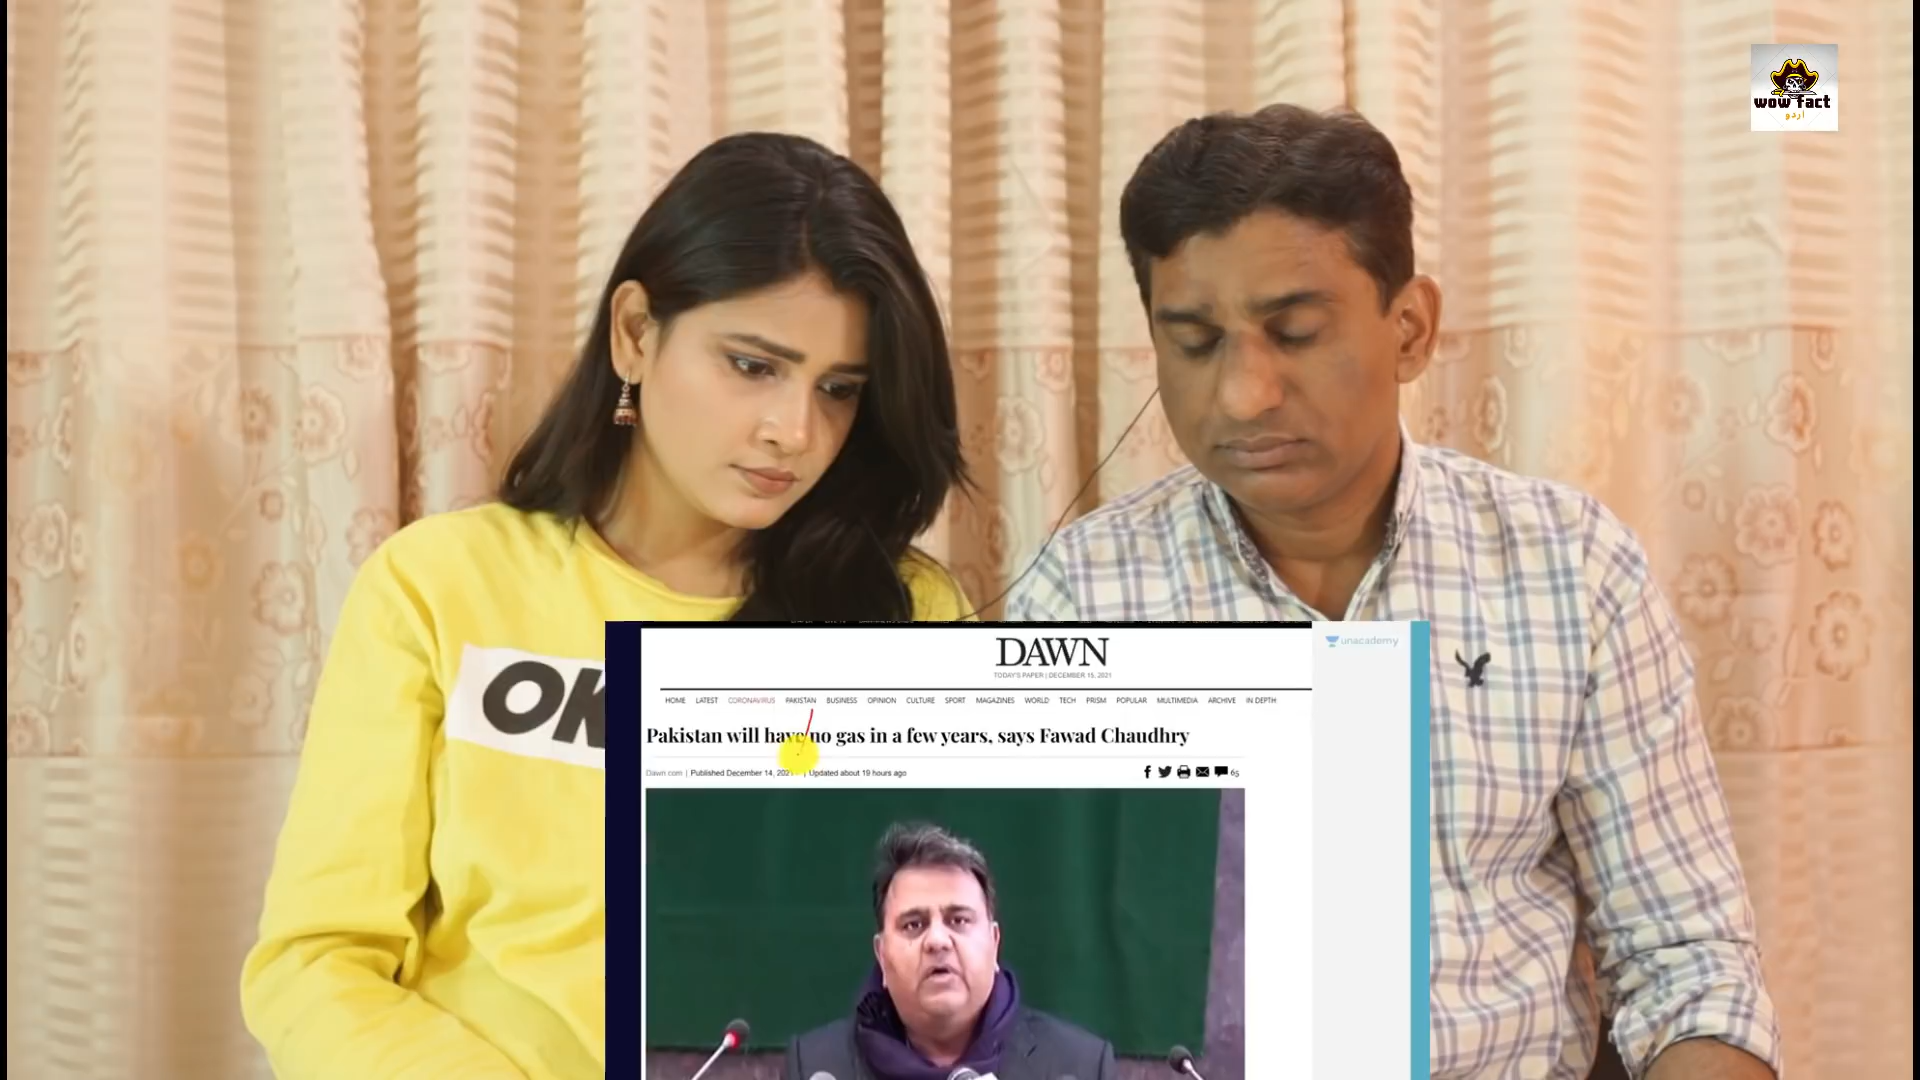 wow fact
اردو
OK
DAWN
unacademy
TODAY'S PAPER | DECEMBER 15, 2021
HOME LATEST CORONAVIRUS PAKISTAN BUSINESS OPINION CULTURE SPORT MAGAZINES WORLD TECH PRISM POPULAR MULTIMEDIA ARCHIVE IN DEPTH
Pakistan will have no gas in a few years, says Fawad Chaudhry
Dawn.com | Published December 14, 2021 | Updated about 19 hours ago
65